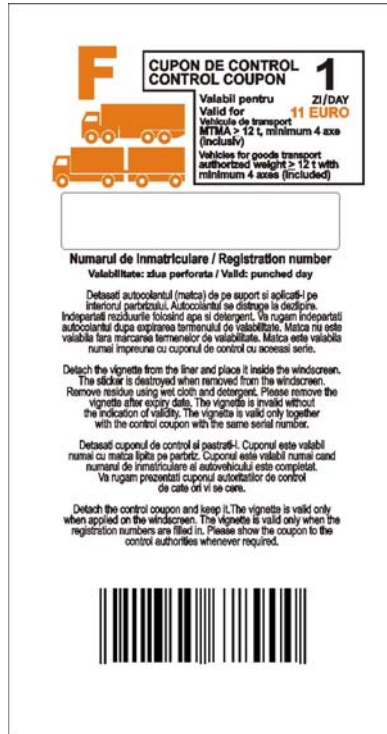 F
CUPON DE CONTROL
CONTROL COUPON
1
ZI/DAY
Valabil pentru
Valid for
11 EURO
Vehicule de transport
MTMA ≥ 12 t, minimum 4 axe
(inclusiv)
Vehicles for goods transport
authorized weight ≥ 12 t with
minimum 4 axes (included)
Numarul de inmatriculare / Registration number
Valabilitate: ziua perforata / Valid: punched day
Detasati autocolantul (matca) de pe suport si aplicati-l pe
interiorul parbrizului. Autocolantul se distruge la dezlipire.
Indepartati reziduurile folosind apa si detergent. Va rugam indepartati
autocolantul dupa expirarea termenului de valabilitate. Matca nu este
valabila fara marcarea termenelor de valabilitate. Matca este valabila
numai impreuna cu cuponul de control cu aceeasi serie.
Detach the vignette from the liner and place it inside the windscreen.
The sticker is destroyed when removed from the windscreen.
Remove residue using wet cloth and detergent. Please remove the
vignette after expiry date. The vignette is invalid without
the indication of validity. The vignette is valid only together
with the control coupon with the same serial number.
Detasati cuponul de control si pastrati-l. Cuponul este valabil
numai cu matca lipita pe parbriz. Cuponul este valabil numai cand
numarul de inmatriculare al autovehiculului este completat.
Va rugam prezentati cuponul autoritatilor de control
de cate ori vi se cere.
Detach the control coupon and keep it.The vignette is valid only
when applied on the windscreen. The vignette is valid only when the
registration numbers are filled in. Please show the coupon to the
control authorities whenever required.